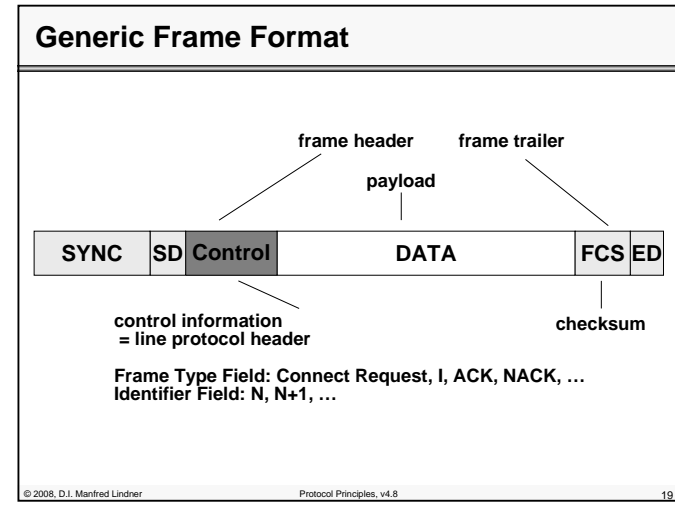 Generic Frame Format
frame header frame trailer
payload
SYNC SD Control DATA FCS ED
control information
= line protocol header
checksum
Frame Type Field: Connect Request, I, ACK, NACK, …
Identifier Field: N, N+1, …
© 2008, D.I. Manfred Lindner Protocol Principles, v4.8 19